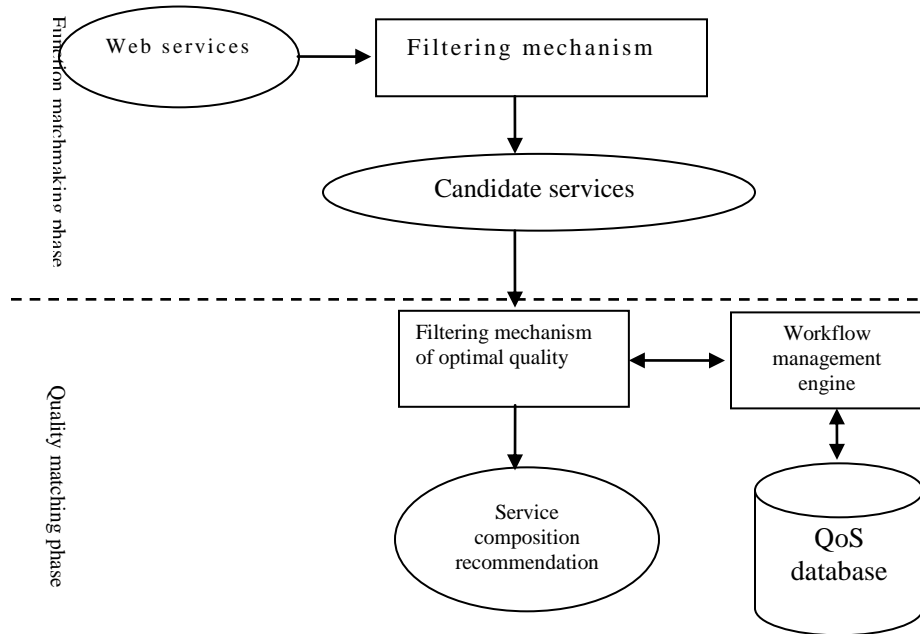 Function matchmaking phase
Web services
Filtering mechanism
Candidate services
Quality matching phase
Filtering mechanism
of optimal quality
Workflow
management
engine
Service
composition
recommendation
QoS
database